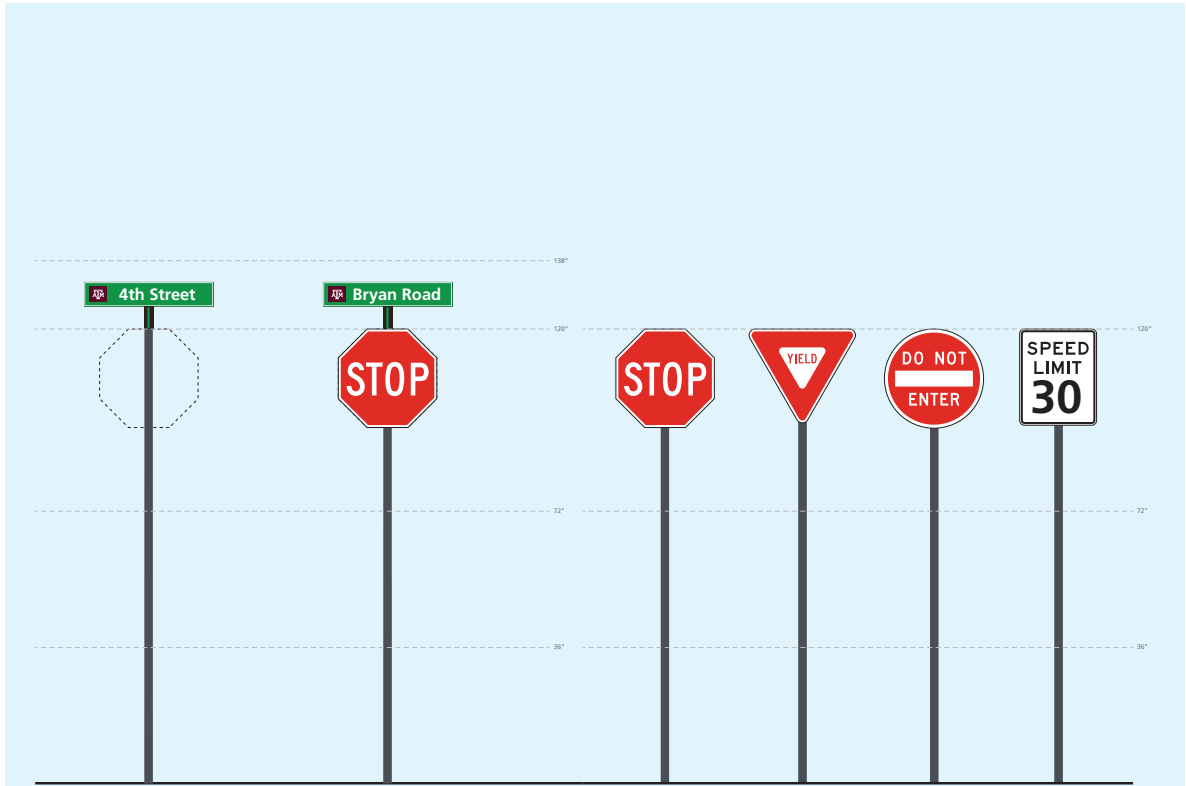 138"
4th Street
Bryan Road
120"
120"
STOP
STOP
YIELD
DO NOT
ENTER
SPEED
LIMIT
30
72"
72"
36"
36"